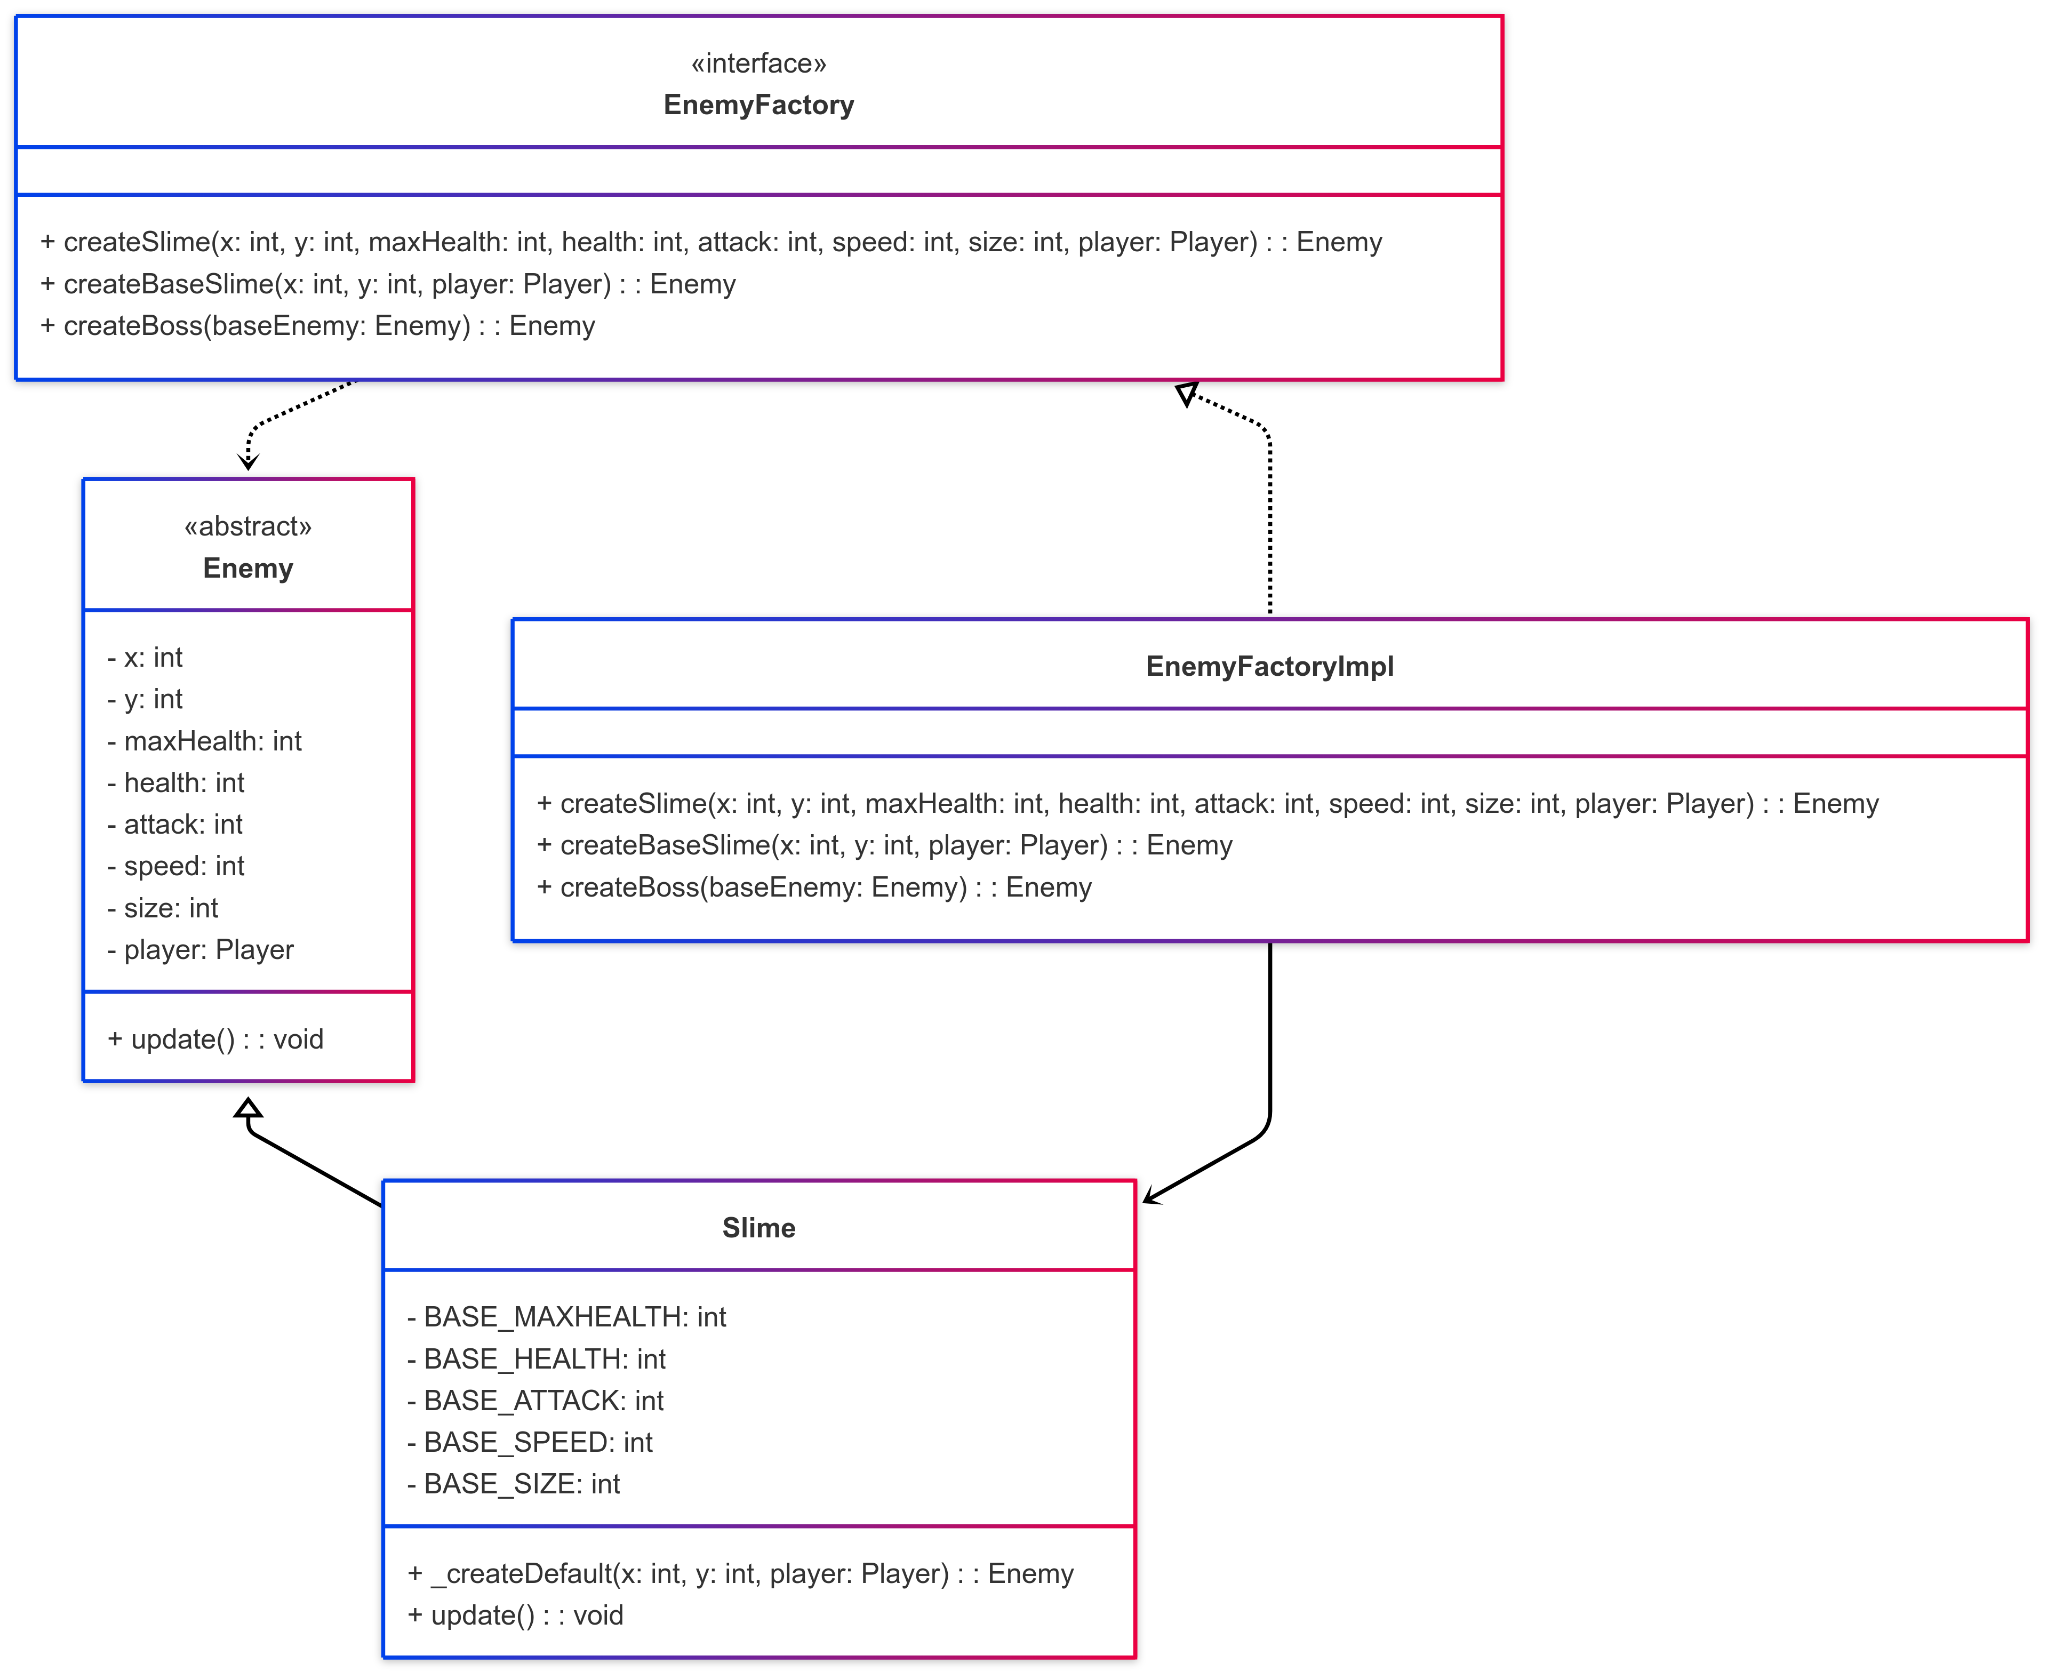 «interface»
EnemyFactory
+ createSlime(x: int, y: int, maxHealth: int, health: int, attack: int, speed: int, size: int, player: Player) : : Enemy
+ createBaseSlime(x: int, y: int, player: Player) : : Enemy
+ createBoss(baseEnemy: Enemy) : : Enemy
«abstract»
Enemy
- x: int
- y: int
- maxHealth: int
- health: int
- attack: int
- speed: int
- size: int
- player: Player
+ update() : : void
EnemyFactoryImpl
+ createSlime(x: int, y: int, maxHealth: int, health: int, attack: int, speed: int, size: int, player: Player) : : Enemy
+ createBaseSlime(x: int, y: int, player: Player) : : Enemy
+ createBoss(baseEnemy: Enemy) : : Enemy
Slime
- BASE_MAXHEALTH: int
- BASE_HEALTH: int
- BASE_ATTACK: int
- BASE_SPEED: int
- BASE_SIZE: int
+ _createDefault(x: int, y: int, player: Player) : : Enemy
+ update() : : void